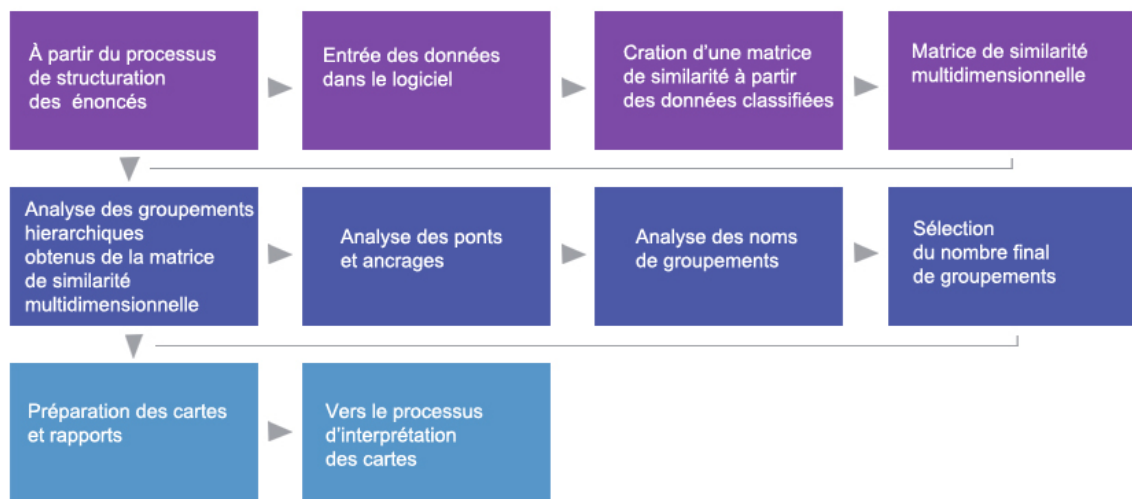 À partir du processus
de structuration
des énoncés
Entrée des données
dans le logiciel
Cration d'une matrice
de similarité à partir
des données classifiées
Matrice de similarité
multidimensionnelle
Analyse des groupements
hierarchiques
obtenus de la matrice
de similarité
multidimensionnelle
Analyse des ponts
et ancrages
Analyse des noms
de groupements
Sélection
du nombre final
de groupements
Préparation des cartes
et rapports
Vers le processus
d'interprétation
des cartes